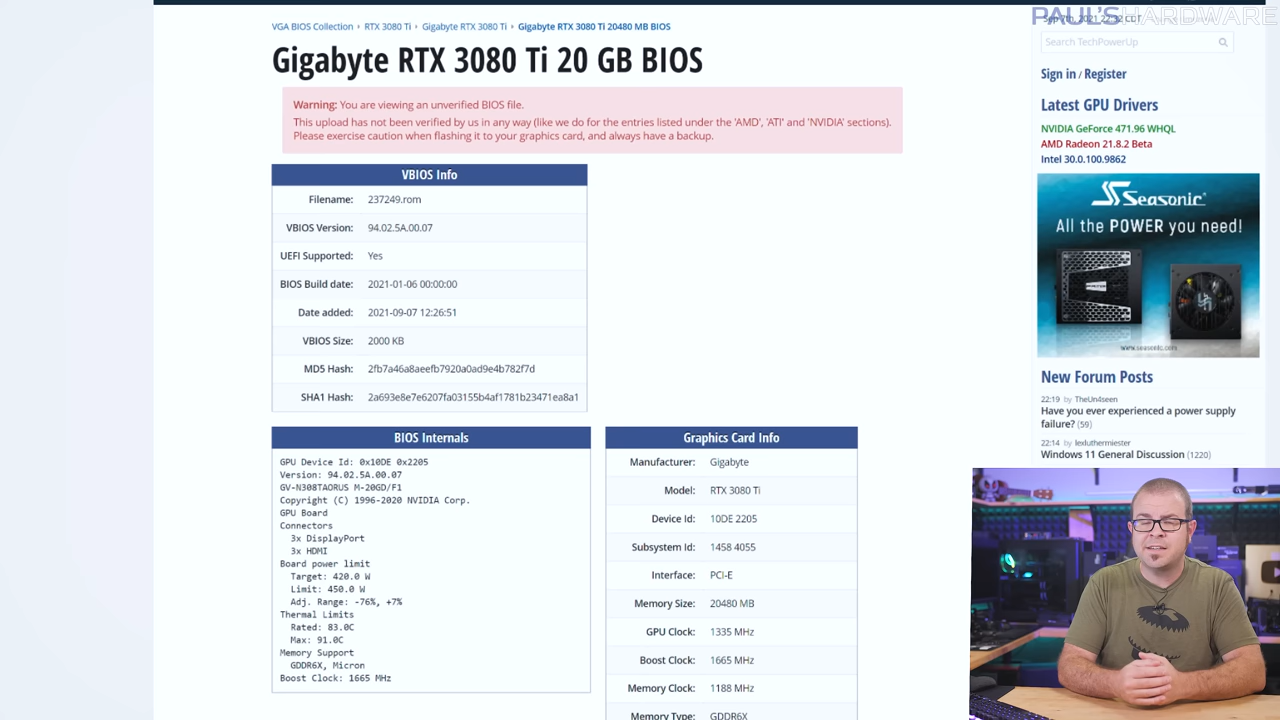 PAUL'SHARDWARE
Sep 7th, 2021 22:32 CDT
VGA BIOS Collection › RTX 3080 Ti › Gigabyte RTX 3080 Ti › Gigabyte RTX 3080 Ti 20480 MB BIOS
Search TechPowerUp
Gigabyte RTX 3080 Ti 20 GB BIOS
Sign in / Register
Warning: You are viewing an unverified BIOS file.
This upload has not been verified by us in any way (like we do for the entries listed under the 'AMD', 'ATI' and 'NVIDIA' sections).
Please exercise caution when flashing it to your graphics card, and always have a backup.
Latest GPU Drivers
NVIDIA GeForce 471.96 WHQL
AMD Radeon 21.8.2 Beta
Intel 30.0.100.9862
VBIOS Info
Filename: 237249.rom
VBIOS Version: 94.02.5A.00.07
UEFI Supported: Yes
BIOS Build date: 2021-01-06 00:00:00
Date added: 2021-09-07 12:26:51
VBIOS Size: 2000 KB
MD5 Hash: 2fb7a46a8aeefb7920a0ad9e4b782f7d
SHA1 Hash: 2a693e8e7e6207fa03155b4af1781b23471ea8a1
Seasonic
All the POWER you need!
www.seasonic.com
New Forum Posts
22:19 by TheUn4seen
Have you ever experienced a power supply
failure? (59)
22:14 by lexluthermiester
Windows 11 General Discussion (1220)
BIOS Internals
GPU Device Id: 0x10DE 0x2205
Version: 94.02.5A.00.07
GV-N308TAORUS M-20GD/F1
Copyright (C) 1996-2020 NVIDIA Corp.
GPU Board
Connectors
3x DisplayPort
3x HDMI
Board power limit
Target: 420.0 W
Limit: 450.0 W
Adj. Range: -76%, +7%
Thermal Limits
Rated: 83.0C
Max: 91.0C
Memory Support
GDDR6X, Micron
Boost Clock: 1665 MHz
Graphics Card Info
Manufacturer: Gigabyte
Model: RTX 3080 Ti
Device Id: 10DE 2205
Subsystem Id: 1458 4055
Interface: PCI-E
Memory Size: 20480 MB
GPU Clock: 1335 MHz
Boost Clock: 1665 MHz
Memory Clock: 1188 MHz
Memory Type: GDDR6X